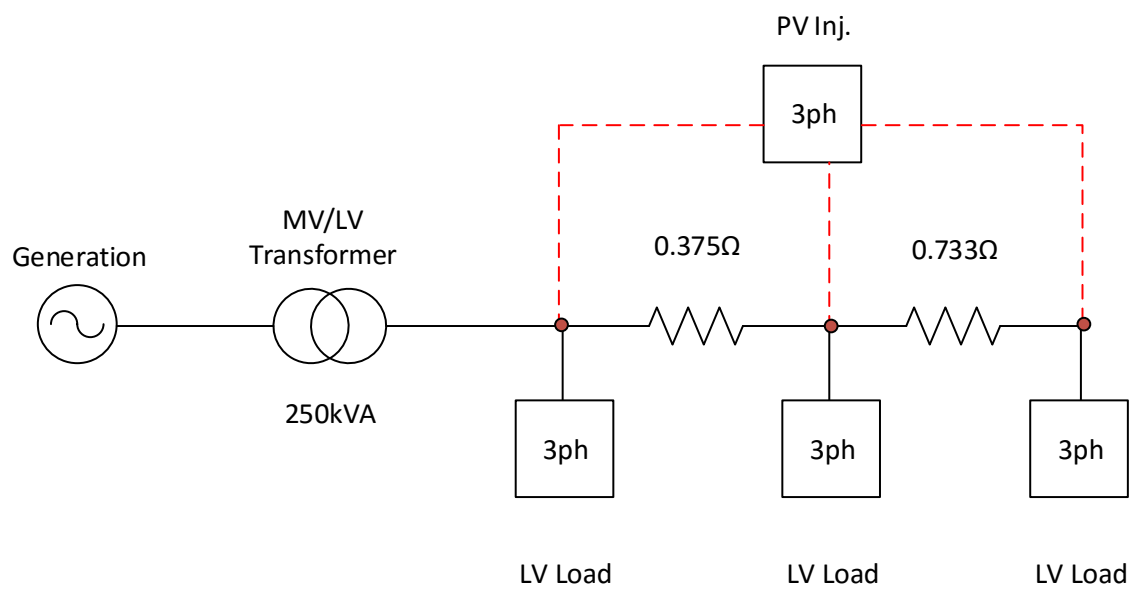 PV Inj.
3ph
MV/LV
Transformer
Generation
0.375Ω
0.733Ω
250kVA
3ph
3ph
3ph
LV Load
LV Load
LV Load